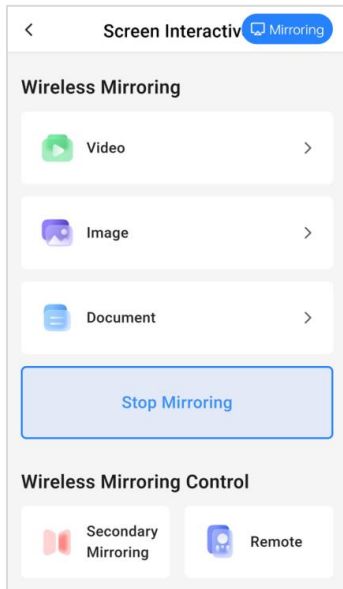 Screen Interactiv
Mirroring
Wireless Mirroring
Video
Image
Document
Stop Mirroring
Wireless Mirroring Control
Secondary
Mirroring
Remote